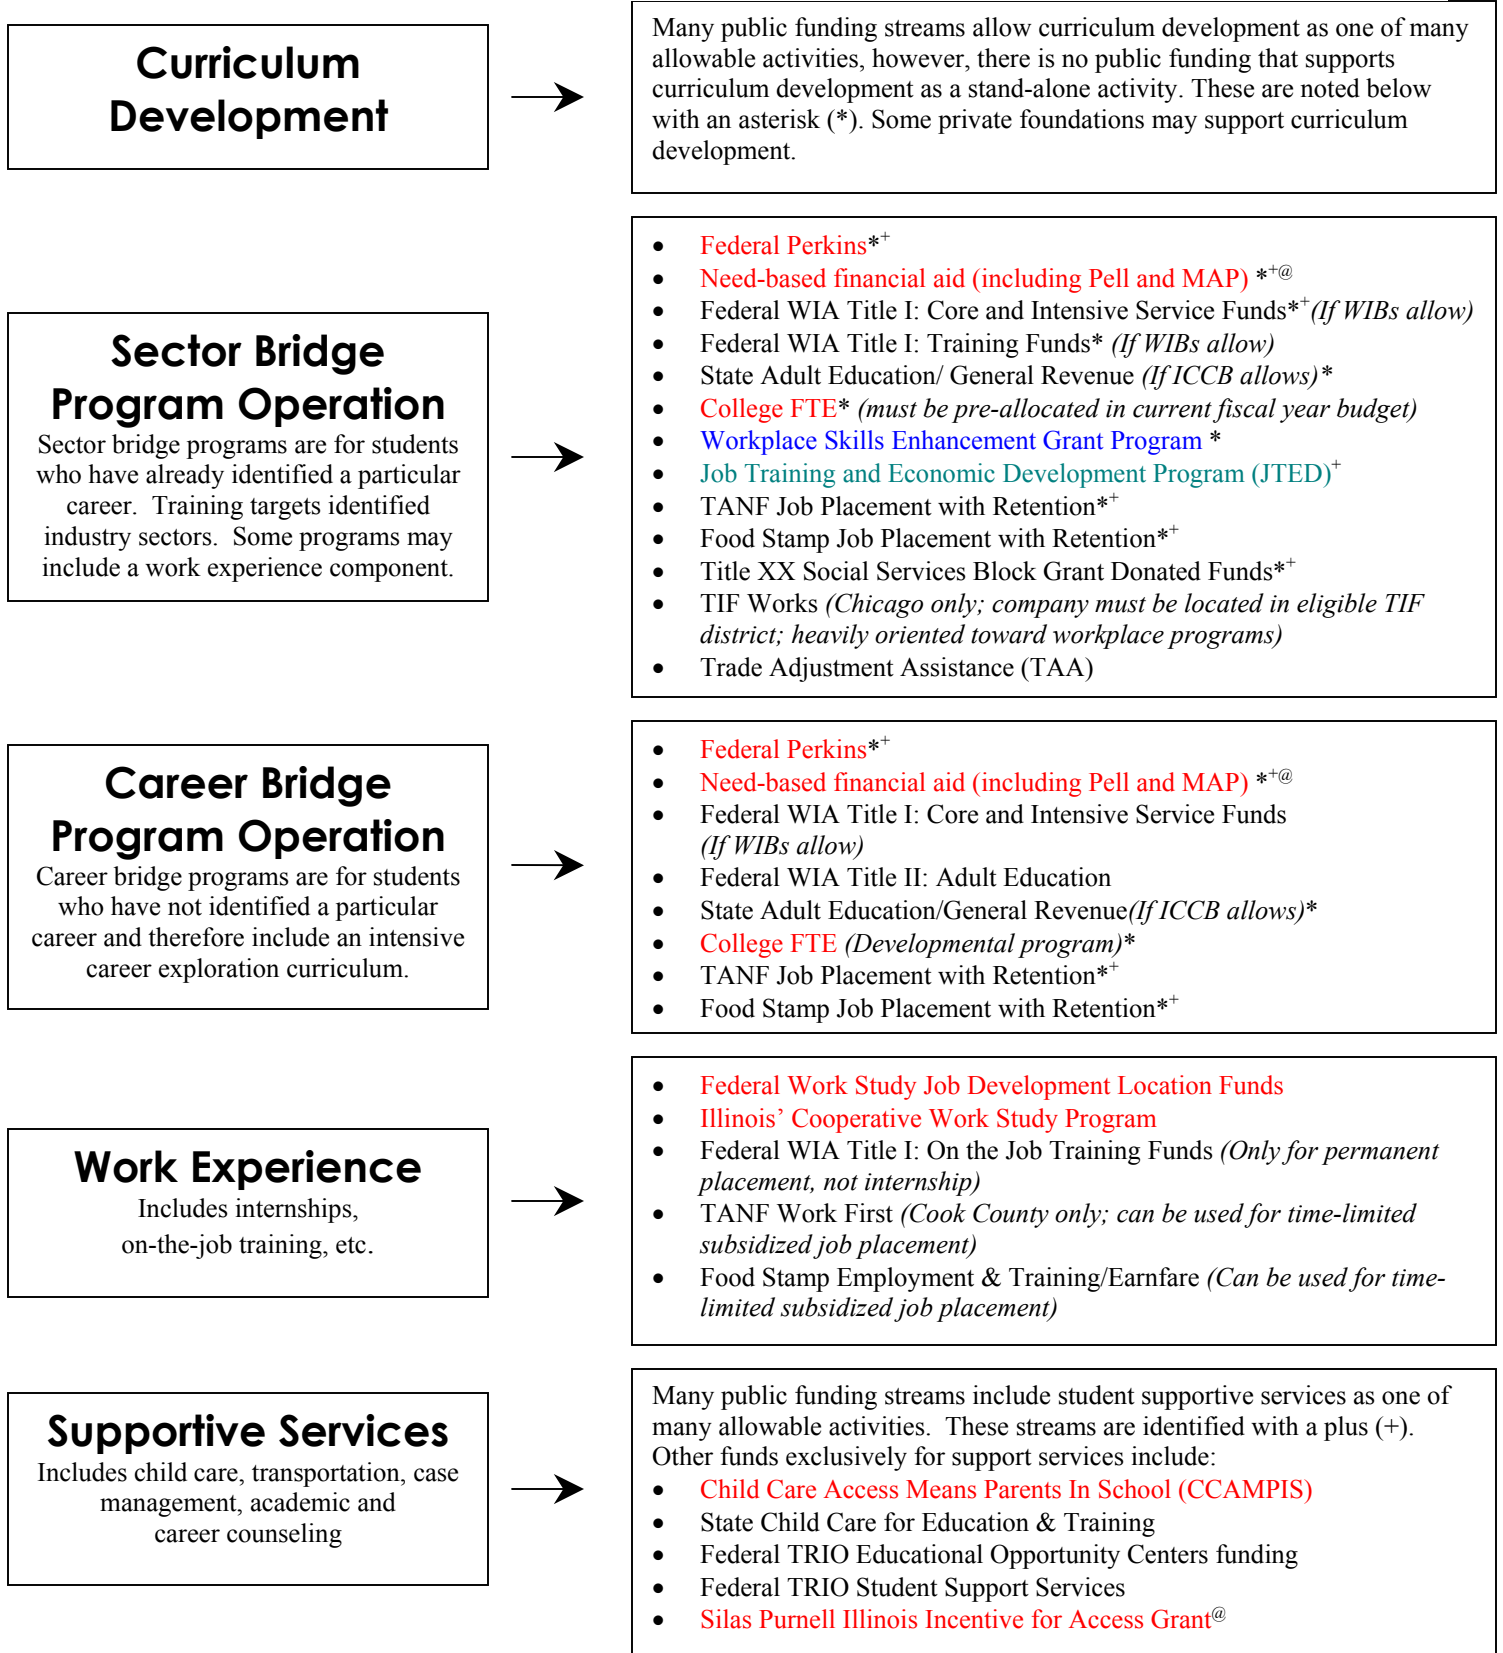 Curriculum
Development
Many public funding streams allow curriculum development as one of many
allowable activities, however, there is no public funding that supports
curriculum development as a stand-alone activity. These are noted below
with an asterisk (*). Some private foundations may support curriculum
development.
Sector Bridge
Program Operation
Sector bridge programs are for students
who have already identified a particular
career. Training targets identified
industry sectors. Some programs may
include a work experience component.
• Federal Perkins*+
• Need-based financial aid (including Pell and MAP) *+@
• Federal WIA Title I: Core and Intensive Service Funds*+(If WIBs allow)
• Federal WIA Title I: Training Funds* (If WIBs allow)
• State Adult Education/ General Revenue (If ICCB allows)*
• College FTE* (must be pre-allocated in current fiscal year budget)
• Workplace Skills Enhancement Grant Program *
• Job Training and Economic Development Program (JTED)+
• TANF Job Placement with Retention*+
• Food Stamp Job Placement with Retention*+
• Title XX Social Services Block Grant Donated Funds*+
• TIF Works (Chicago only; company must be located in eligible TIF
district; heavily oriented toward workplace programs)
• Trade Adjustment Assistance (TAA)
Career Bridge
Program Operation
Career bridge programs are for students
who have not identified a particular
career and therefore include an intensive
career exploration curriculum.
• Federal Perkins*+
• Need-based financial aid (including Pell and MAP) *+@
• Federal WIA Title I: Core and Intensive Service Funds
(If WIBs allow)
• Federal WIA Title II: Adult Education
• State Adult Education/General Revenue(If ICCB allows)*
• College FTE (Developmental program)*
• TANF Job Placement with Retention*+
• Food Stamp Job Placement with Retention*+
Work Experience
Includes internships,
on-the-job training, etc.
• Federal Work Study Job Development Location Funds
• Illinois’ Cooperative Work Study Program
• Federal WIA Title I: On the Job Training Funds (Only for permanent
placement, not internship)
• TANF Work First (Cook County only; can be used for time-limited
subsidized job placement)
• Food Stamp Employment & Training/Earnfare (Can be used for time-
limited subsidized job placement)
Supportive Services
Includes child care, transportation, case
management, academic and
career counseling
Many public funding streams include student supportive services as one of
many allowable activities. These streams are identified with a plus (+).
Other funds exclusively for support services include:
• Child Care Access Means Parents In School (CCAMPIS)
• State Child Care for Education & Training
• Federal TRIO Educational Opportunity Centers funding
• Federal TRIO Student Support Services
• Silas Purnell Illinois Incentive for Access Grant@